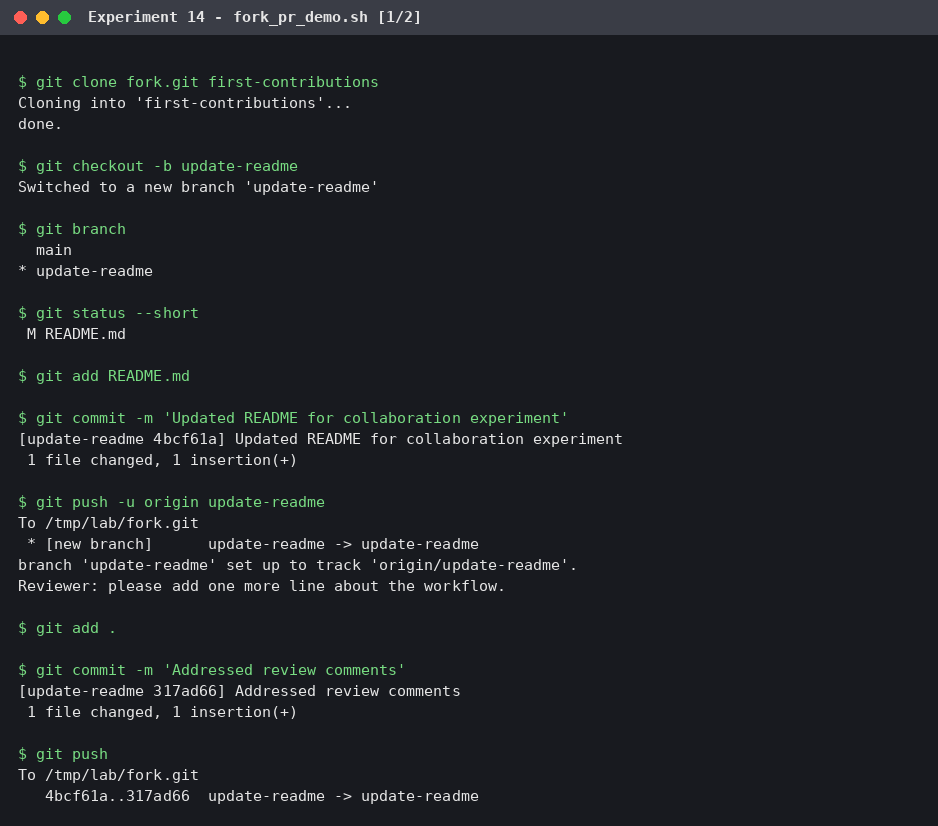 Experiment 14 - fork_pr_demo.sh [1/2]
$ git clone fork.git first-contributions
Cloning into 'first-contributions'...
done.
$ git checkout -b update-readme
Switched to a new branch 'update-readme'
$ git branch
  main
* update-readme
$ git status --short
 M README.md
$ git add README.md
$ git commit -m 'Updated README for collaboration experiment'
[update-readme 4bcf61a] Updated README for collaboration experiment
 1 file changed, 1 insertion(+)
$ git push -u origin update-readme
To /tmp/lab/fork.git
 * [new branch]      update-readme -> update-readme
branch 'update-readme' set up to track 'origin/update-readme'.
Reviewer: please add one more line about the workflow.
$ git add .
$ git commit -m 'Addressed review comments'
[update-readme 317ad66] Addressed review comments
 1 file changed, 1 insertion(+)
$ git push
To /tmp/lab/fork.git
   4bcf61a..317ad66  update-readme -> update-readme